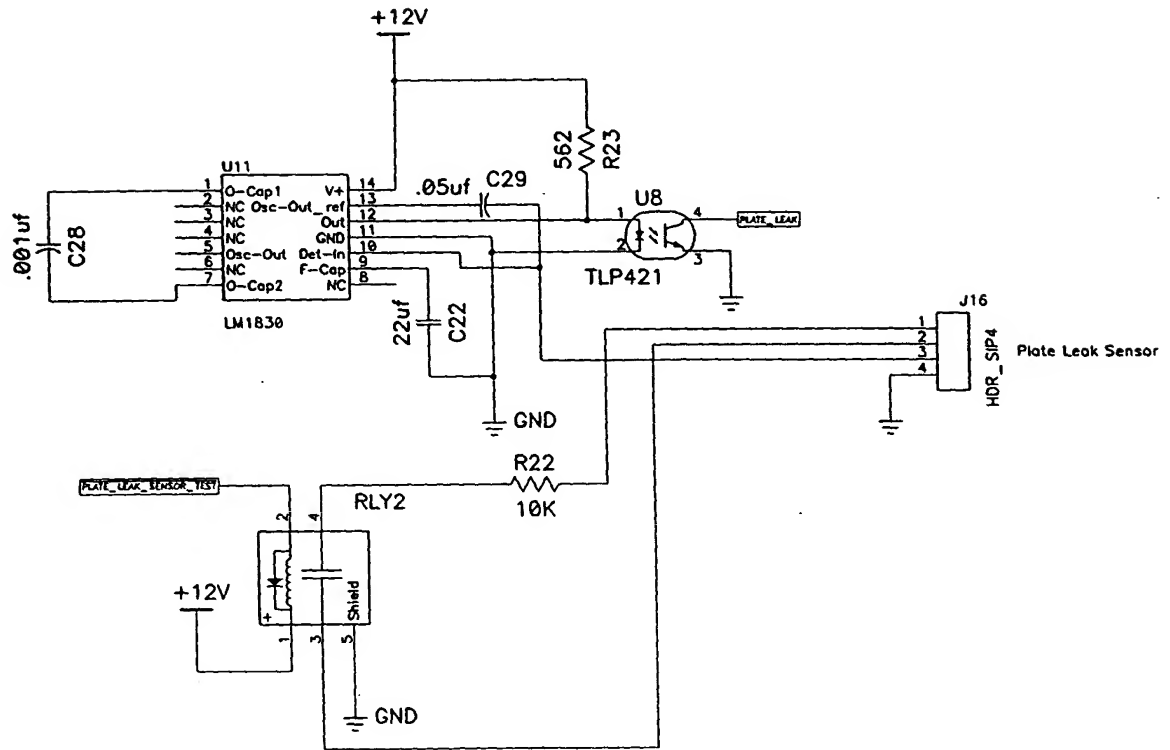 +12V
562
R23
U11
1 O-Cap1 V+ 14
2 NC Osc-Out_ref 13
3 NC Out 12
4 NC GND 11
5 Osc-Out Det-In 10
6 NC F-Cap 9
7 O-Cap2 NC 8
LM1830
.001uf
C28
.05uf C29
22uf
C22
U8
1 4
2 3
TLP421
PLATE_LEAK
GND
J16
1
2
3
4
HDR_SIP4
Plate Leak Sensor
PLATE_LEAK_SENSOR_TEST
R22
10K
RLY2
2 4
+ Shield
1 3 5
+12V
GND